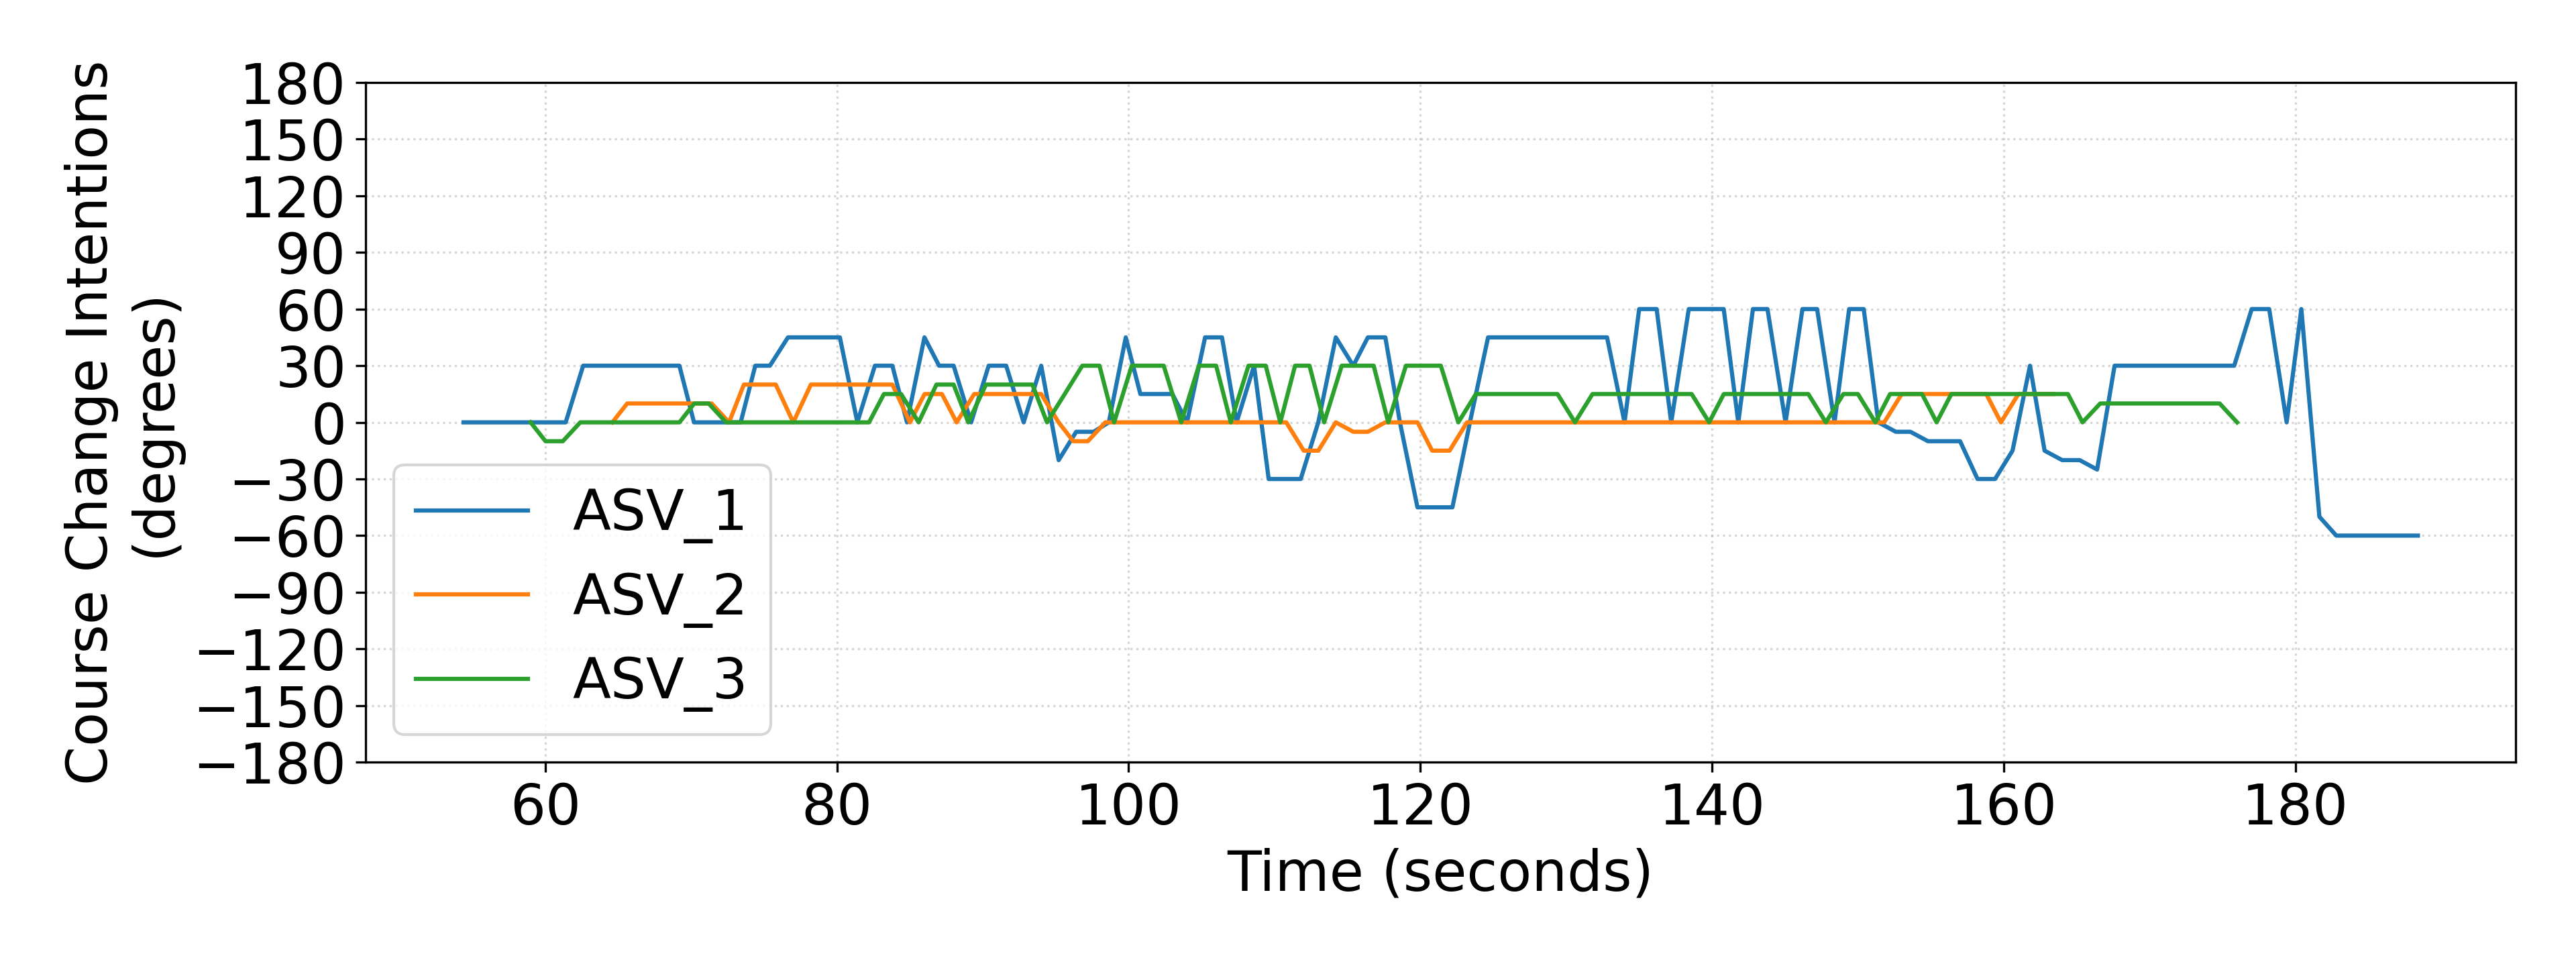 Course Change Intentions
(degrees)
180
150
120
90
60
30
0
−30
−60
−90
−120
−150
−180
ASV_1
ASV_2
ASV_3
60 80 100 120 140 160 180
Time (seconds)